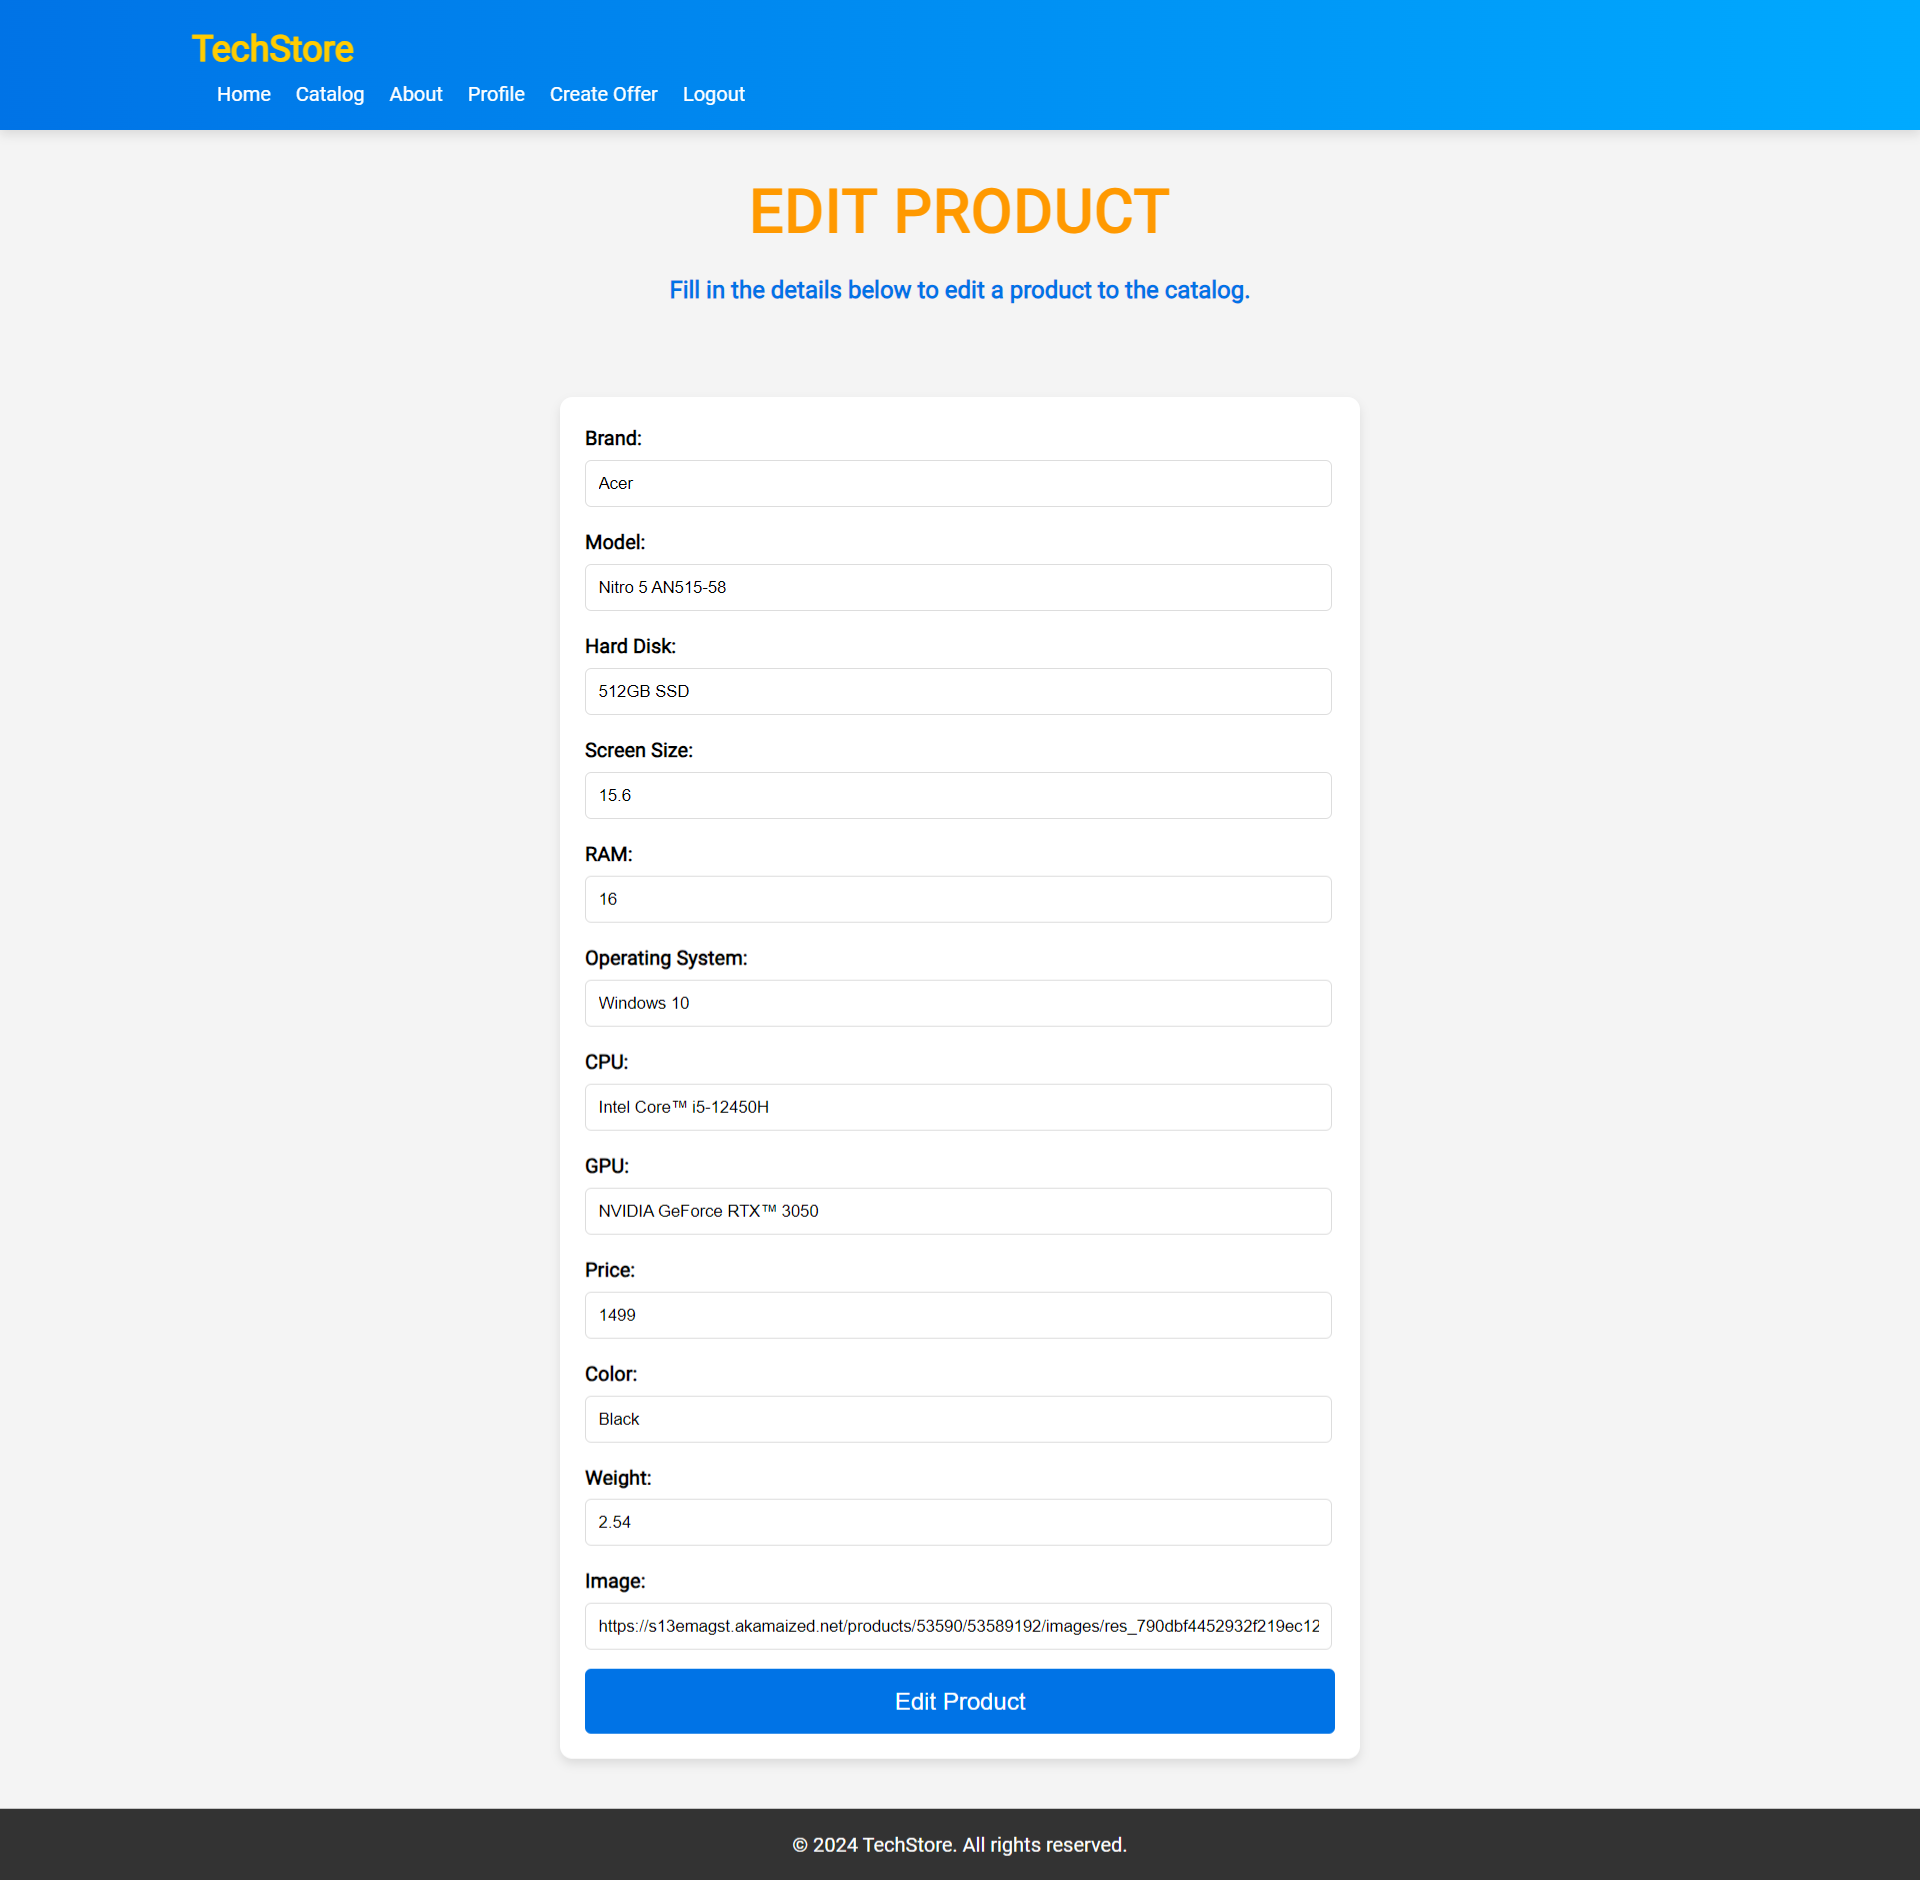 TechStore
Home Catalog About Profile Create Offer Logout
EDIT PRODUCT
Fill in the details below to edit a product to the catalog.
Brand:
Acer
Model:
Nitro 5 AN515-58
Hard Disk:
512GB SSD
Screen Size:
15.6
RAM:
16
Operating System:
Windows 10
CPU:
Intel Core™ i5-12450H
GPU:
NVIDIA GeForce RTX™ 3050
Price:
1499
Color:
Black
Weight:
2.54
Image:
https://s13emagst.akamaized.net/products/53590/53589192/images/res_790dbf4452932f219ec12
Edit Product
© 2024 TechStore. All rights reserved.